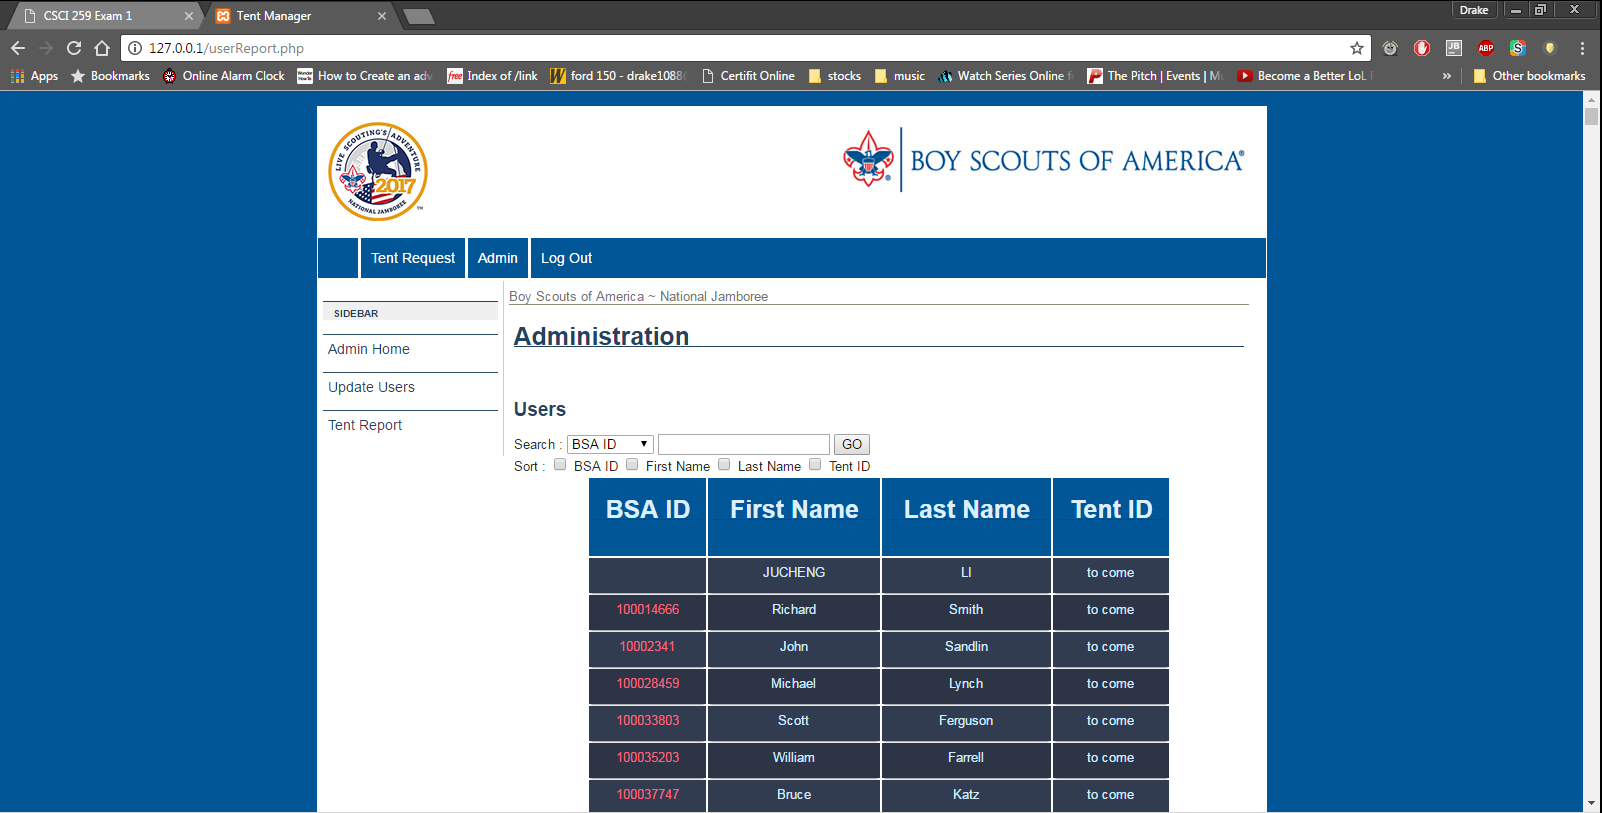 CSCI 259 Exam 1
Tent Manager
Drake
127.0.0.1/userReport.php
JB
ABP
S
Apps
Bookmarks
Online Alarm Clock
How to Create an adv
free
Index of /link
W
ford 150 - drake1088
Certifit Online
stocks
music
Watch Series Online f
The Pitch | Events | Mu
Become a Better LoL
»
Other bookmarks
LIVE SCOUTING'S ADVENTURE
2017
NATIONAL JAMBOREE
™
BOY SCOUTS OF AMERICA®
Tent Request
Admin
Log Out
SIDEBAR
Admin Home
Update Users
Tent Report
Boy Scouts of America ~ National Jamboree
Administration
Users
Search : BSA ID GO
Sort : BSA ID First Name Last Name Tent ID
BSA ID First Name Last Name Tent ID
JUCHENG LI to come
100014666 Richard Smith to come
10002341 John Sandlin to come
100028459 Michael Lynch to come
100033803 Scott Ferguson to come
100035203 William Farrell to come
100037747 Bruce Katz to come